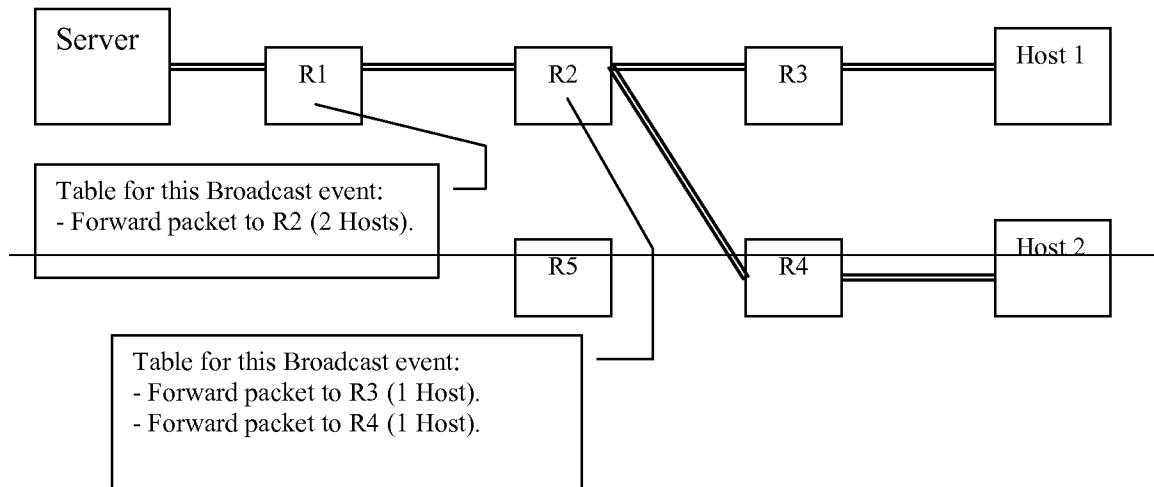 Server
R1
R2
R3
Host 1
Table for this Broadcast event:
- Forward packet to R2 (2 Hosts).
R5
R4
Host 2
Table for this Broadcast event:
- Forward packet to R3 (1 Host).
- Forward packet to R4 (1 Host).